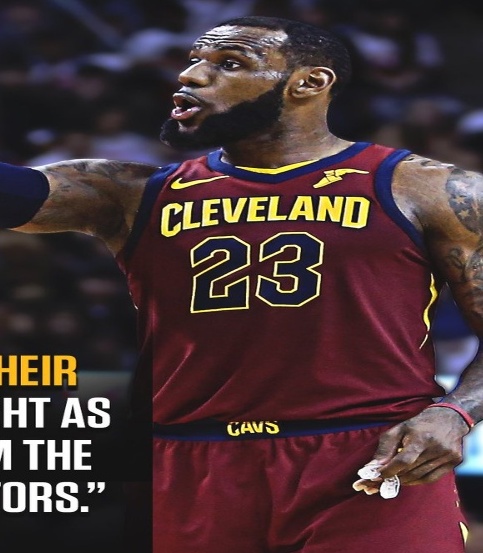 CLEVELAND
23
HEIR
HT AS
THE
CAVS
TORS.”